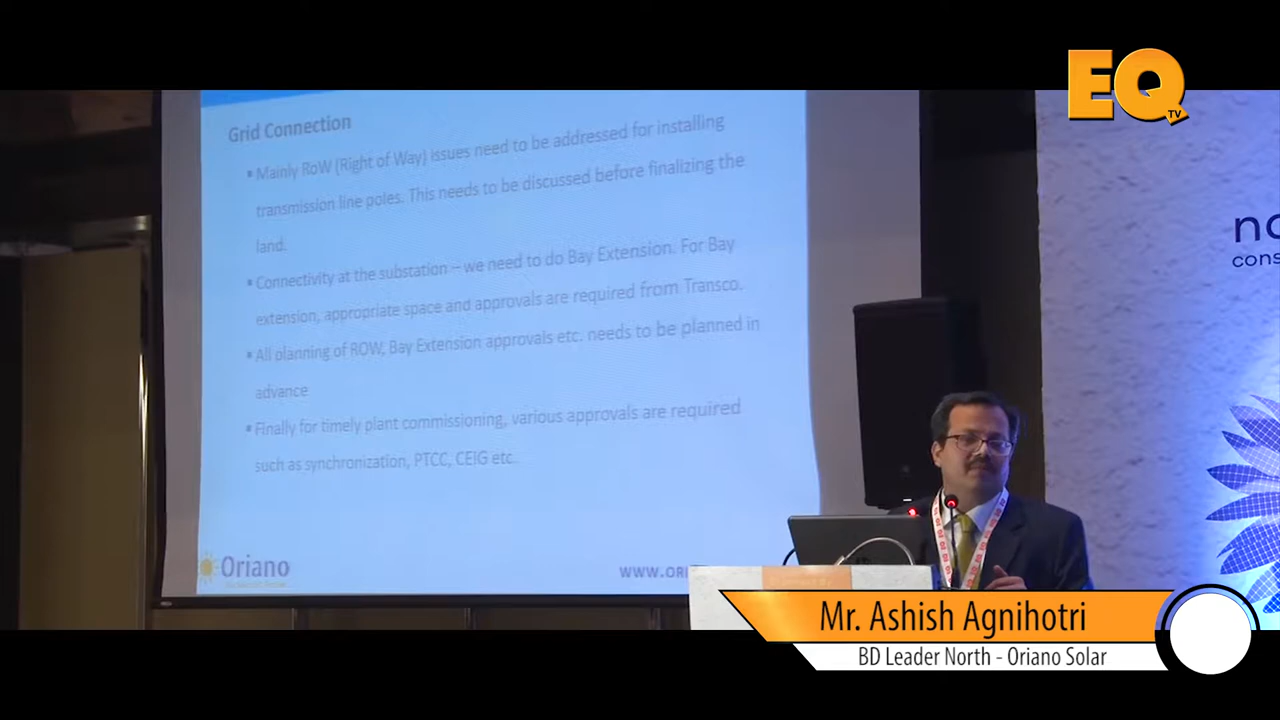 EQ
TV
Grid Connection
▪ Mainly RoW (Right of Way) issues need to be addressed for installing
transmission line poles. This needs to be discussed before finalizing the
land.
▪ Connectivity at the substation – we need to do Bay Extension. For Bay
extension, appropriate space and approvals are required from Transco.
▪ All planning of ROW, Bay Extension approvals etc. needs to be planned in
advance
▪ Finally for timely plant commissioning, various approvals are required
such as synchronization, PTCC, CEIG etc.
Oriano
WWW.ORI
cons
Mr. Ashish Agnihotri
BD Leader North - Oriano Solar